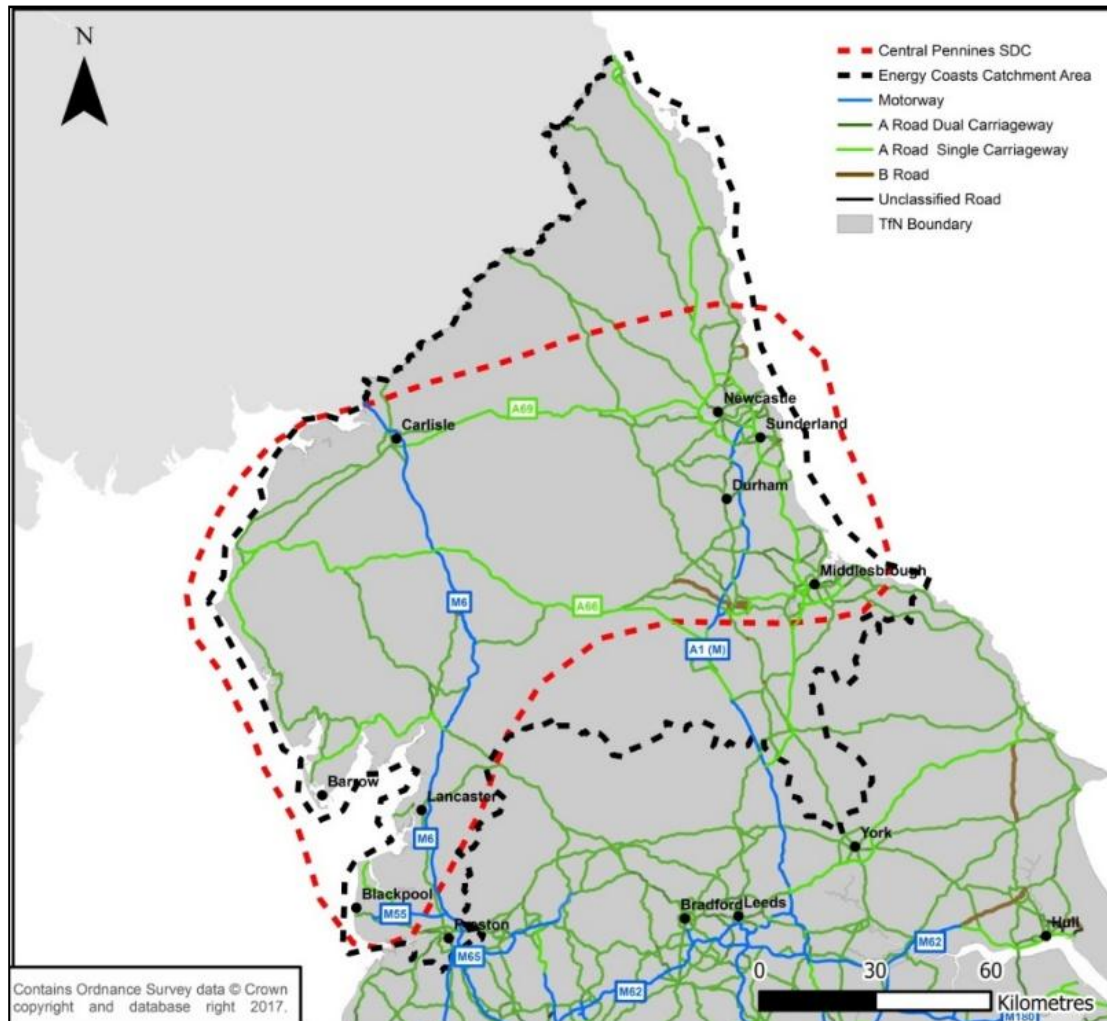 N
Central Pennines SDC
Energy Coasts Catchment Area
Motorway
A Road Dual Carriageway
A Road Single Carriageway
B Road
Unclassified Road
TfN Boundary
Newcastle
A69
Carlisle
Sunderland
Durham
Middlesbrough
M6
A66
A1 (M)
Barrow
Lancaster
M6
York
Blackpool
M55
Bradford
Leeds
Preston
Hull
M65
M62
M62
0
30
60
Kilometres
M180
Contains Ordnance Survey data © Crown
copyright and database right 2017.